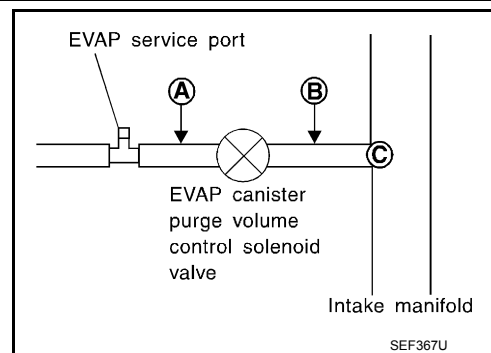 EVAP service port
A
B
C
EVAP canister
purge volume
control solenoid
valve
Intake manifold
SEF367U